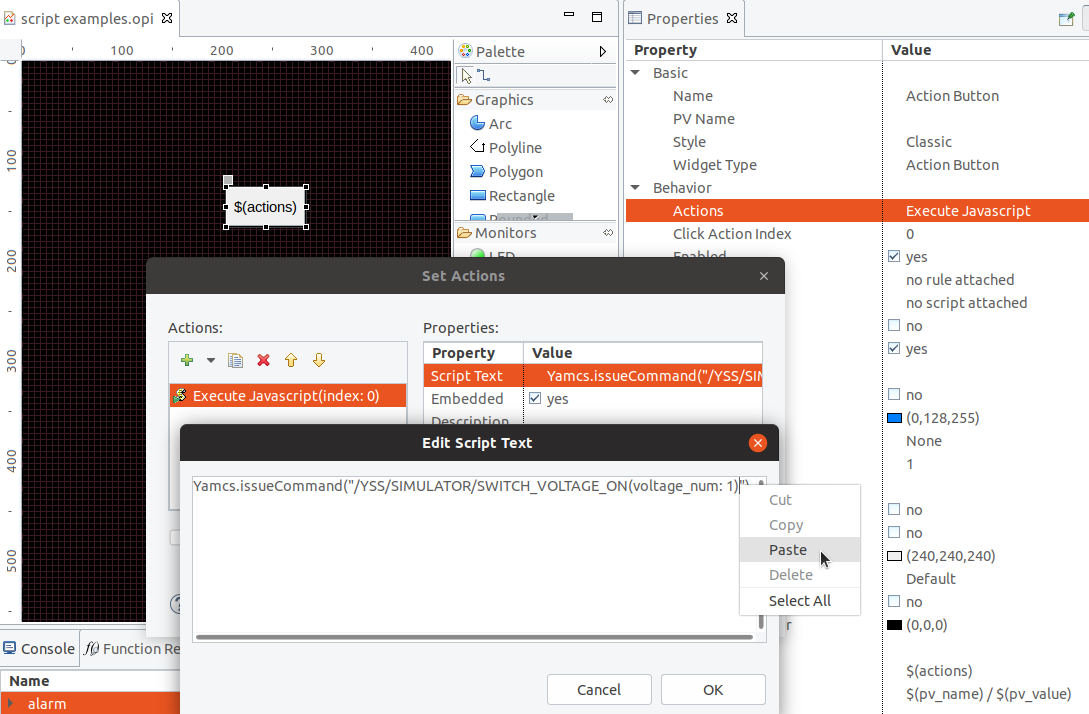 script examples.opi
Properties
0 100 200 300 400
Palette
Property Value
Basic
Graphics
Name Action Button
Arc
PV Name
Polyline
Style Classic
100
Polygon
Widget Type Action Button
Rectangle
Behavior
$(actions)
Actions Execute Javascript
Monitors
Click Action Index 0
LED
Enabled yes
200
Set Actions
no rule attached
no script attached
Actions:
Properties:
no
Property Value
yes
300
Script Text Yamcs.issueCommand("/YSS/SIM
Execute Javascript(index: 0)
Embedded yes
no
Description
(0,128,255)
Edit Script Text
None
400
1
Yamcs.issueCommand("/YSS/SIMULATOR/SWITCH_VOLTAGE_ON(voltage_num: 1)")
Cut
no
Copy
no
Paste
(240,240,240)
500
Delete
Default
Select All
no
(0,0,0)
Console
Function Re
$(actions)
Name
Cancel OK
$(pv_name) / $(pv_value)
alarm